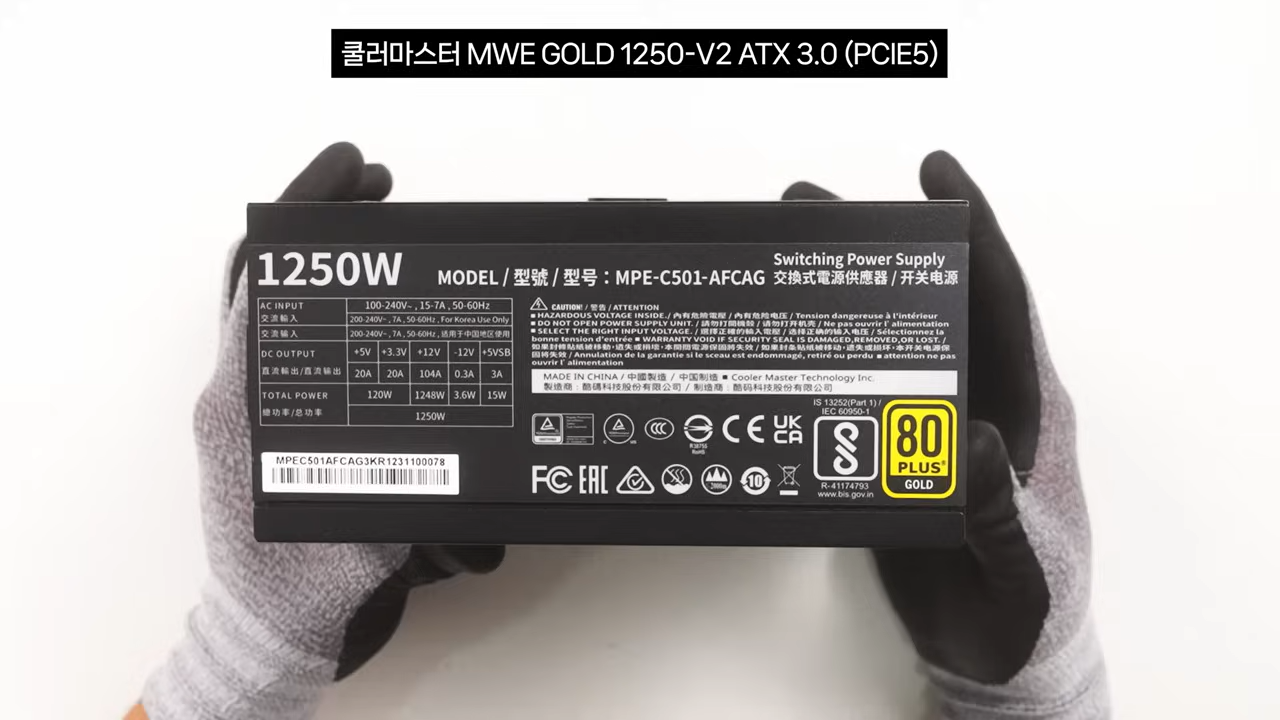 쿨러마스터 MWE GOLD 1250-V2 ATX 3.0 (PCIE5)
1250W
MODEL / 型號 / 型号 : MPE-C501-AFCAG
Switching Power Supply
交換式電源供應器 / 开关电源
AC INPUT 100-240V~ , 15-7A , 50-60Hz
交流輸入 200-240V~ , 7A , 50-60Hz , For Korea Use Only
交流输入 200-240V~ , 7A , 50-60Hz , 适用于中国地区使用
DC OUTPUT +5V +3.3V +12V -12V +5VSB
直流輸出/直流输出 20A 20A 104A 0.3A 3A
TOTAL POWER 120W 1248W 3.6W 15W
總功率/总功率 1250W
MPEC501AFCAG3KR1231100078
CAUTION! / 警告 / ATTENTION
■ HAZARDOUS VOLTAGE INSIDE. / 內有危險電壓 / 内有危险电压 / Tension dangereuse à l'intérieur
■ DO NOT OPEN POWER SUPPLY UNIT. / 請勿打開機殼 / 请勿打开机壳 / Ne pas ouvrir l' alimentation
■ SELECT THE RIGHT INPUT VOLTAGE. / 選擇正確的輸入電壓 / 选择正确的输入电压 / Sélectionnez la
bonne tension d'entrée ■ WARRANTY VOID IF SECURITY SEAL IS DAMAGED,REMOVED,OR LOST. /
如果封條貼紙被移動、遺失或損壞、本開關電源保固將失效 / 如果封条贴纸被移动、遗失或损坏、本开关电源保
固将失效 / Annulation de la garantie si le sceau est endommagé, retiré ou perdu ■ attention ne pas
ouvrir l' alimentation
MADE IN CHINA / 中國製造 / 中国制造 ■ Cooler Master Technology Inc.
製造商 : 酷碼科技股份有限公司 / 制造商 : 酷码科技股份有限公司
IS 13252(Part 1) /
IEC 60950-1
R38755
RoHS
CE
UK
CA
FC
EAC
2000m
10
R-41174793
www.bis.gov.in
80
PLUS®
GOLD